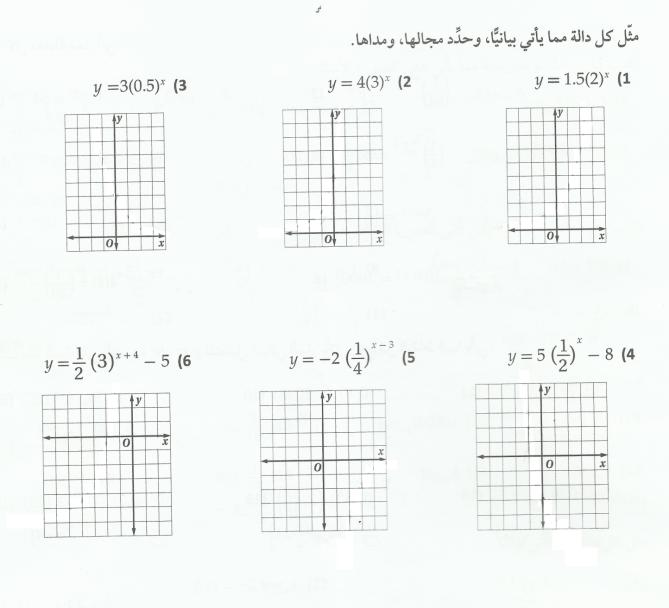 مثّل كل دالة مما يأتي بيانيًّا، وحدِّد مجالها، ومداها.
1) y = 1.5(2)^x
2) y = 4(3)^x
3) y = 3(0.5)^x
y
O
x
y
O
x
y
O
x
4) y = 5 (1/2)^x − 8
5) y = −2 (1/4)^{x − 3}
6) y = 1/2 (3)^{x + 4} − 5
y
O
x
y
O
x
y
O
x